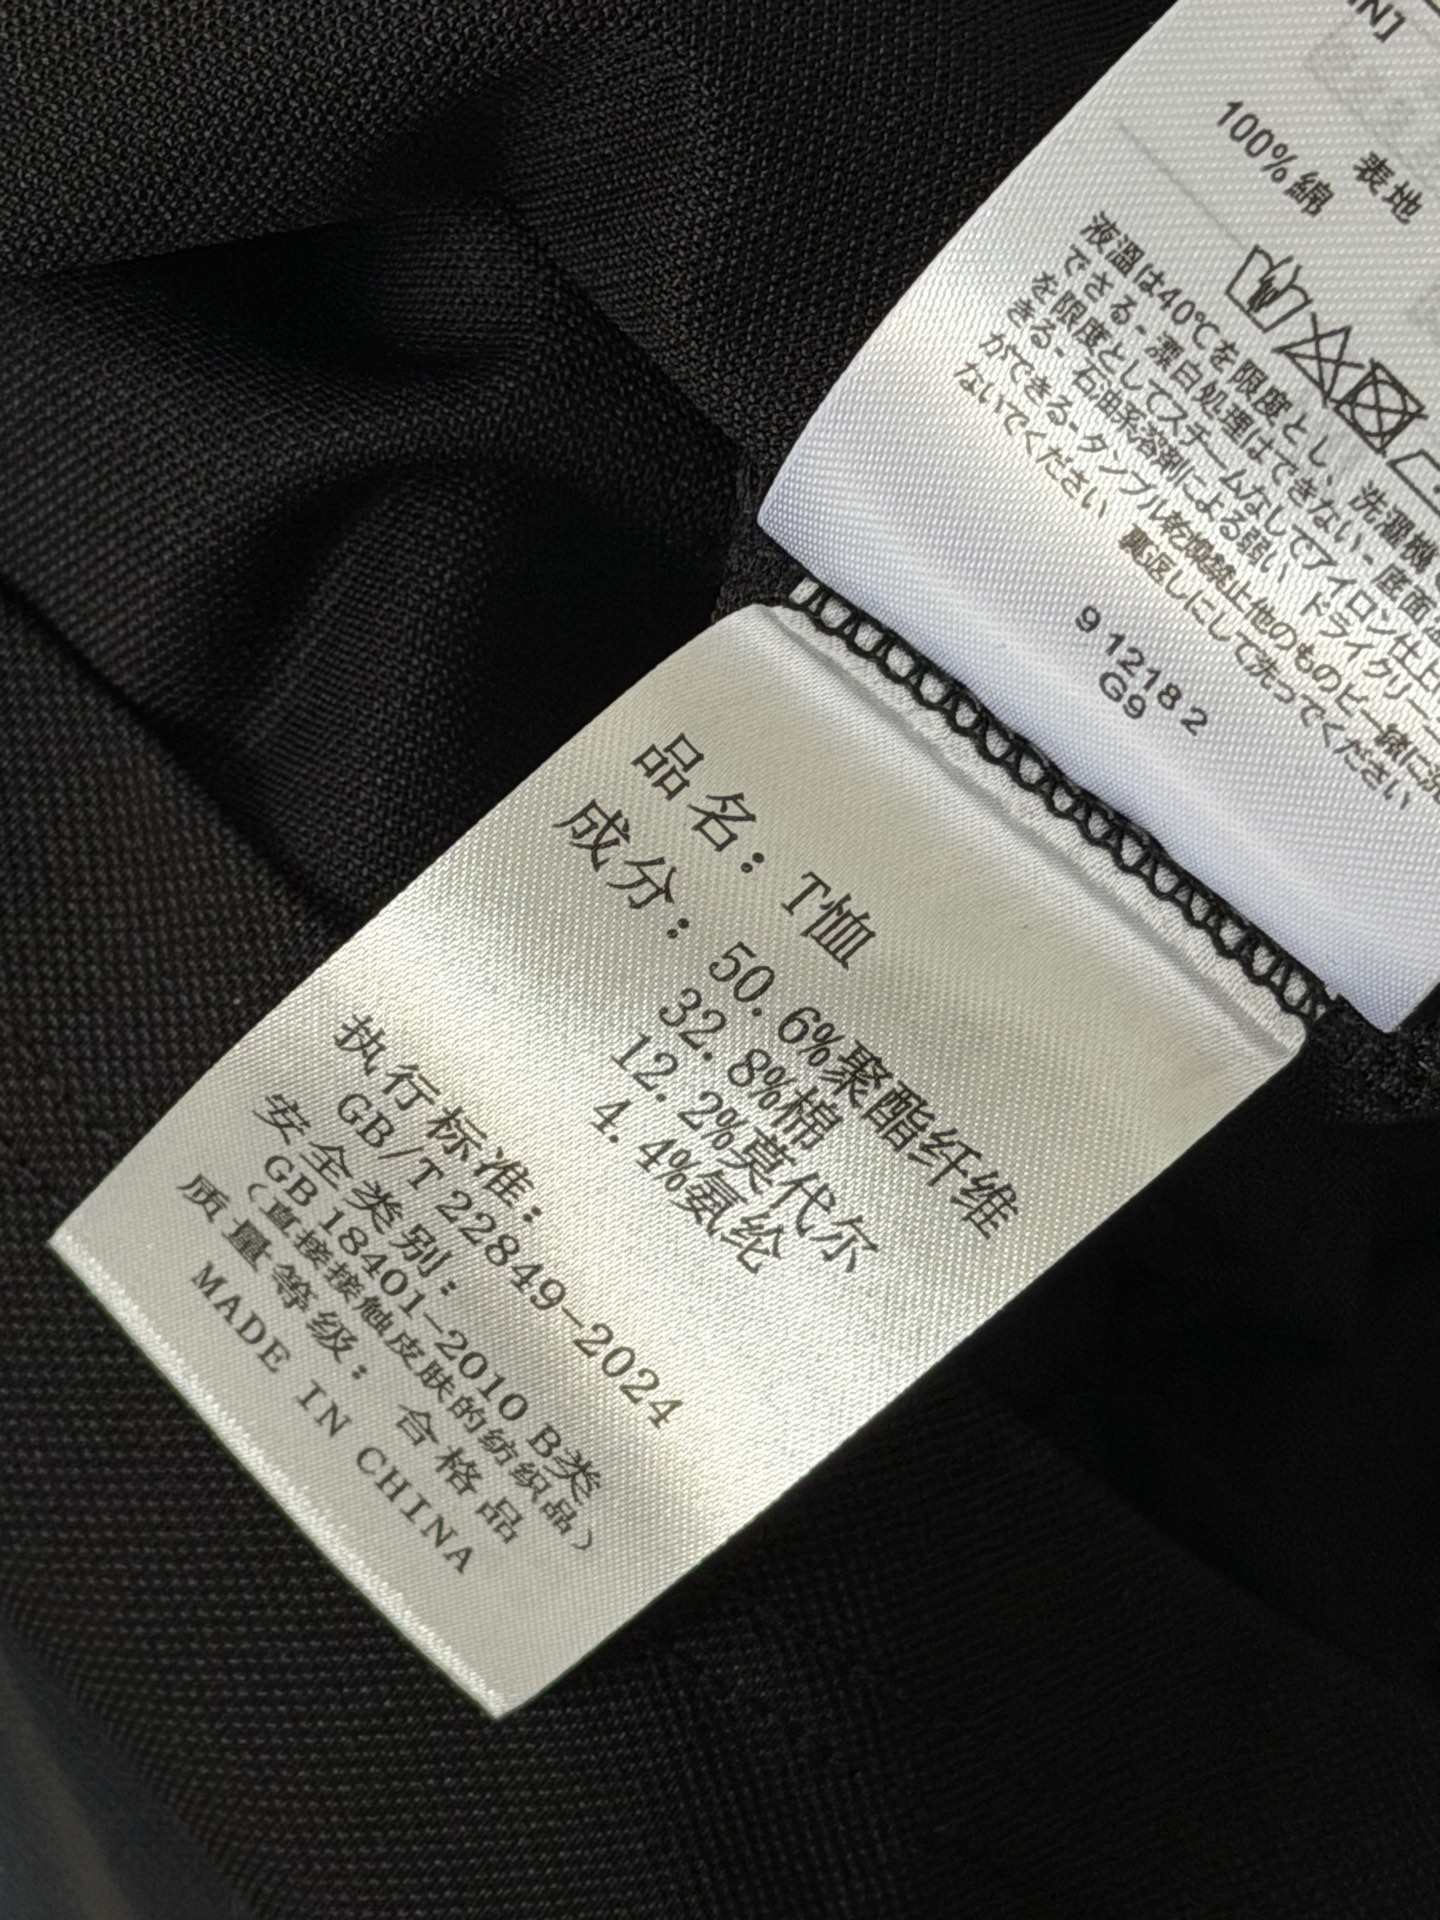 100%綿
表地
液温は40℃を限度とし、洗濯機
できる-漂白処理はできない-底面
を限度としてスチームなしでアイロン仕上
きる-石油系溶剤による弱い ドライクリー
ができる-タンブル乾燥禁止他のものビー緒に
ないでください 裏返しにして洗ってください
912182
G9
品名：T恤
成分：50.6%聚酯纤维
32.8%棉
12.2%莫代尔
4.4%氨纶
执行标准：
GB/T 22849-2024
安全类别：
GB 18401-2010 B类
(直接接触皮肤的纺织品)
质量等级：合格品
MADE IN CHINA